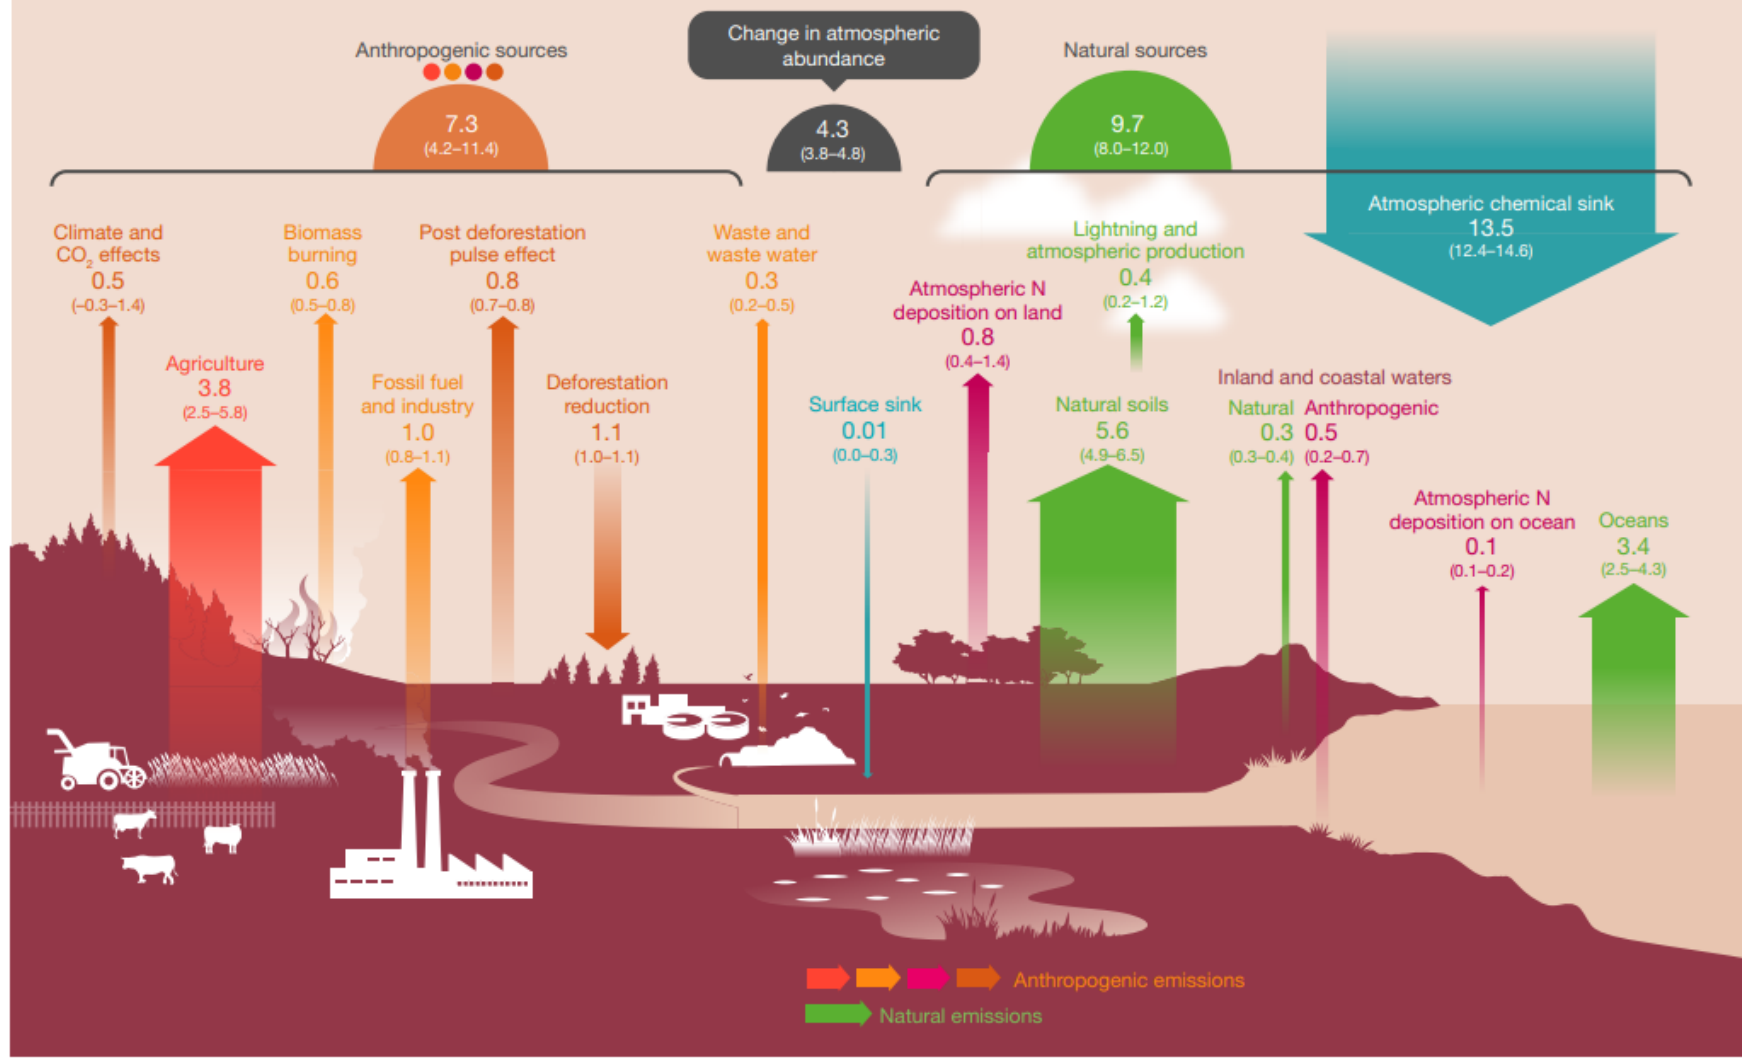 Anthropogenic sources
7.3
(4.2–11.4)
Change in atmospheric
abundance
4.3
(3.8–4.8)
Natural sources
9.7
(8.0–12.0)
Atmospheric chemical sink
13.5
(12.4–14.6)
Climate and
CO2 effects
0.5
(–0.3–1.4)
Agriculture
3.8
(2.5–5.8)
Biomass
burning
0.6
(0.5–0.8)
Fossil fuel
and industry
1.0
(0.8–1.1)
Post deforestation
pulse effect
0.8
(0.7–0.8)
Deforestation
reduction
1.1
(1.0–1.1)
Waste and
waste water
0.3
(0.2–0.5)
Surface sink
0.01
(0.0–0.3)
Atmospheric N
deposition on land
0.8
(0.4–1.4)
Lightning and
atmospheric production
0.4
(0.2–1.2)
Natural soils
5.6
(4.9–6.5)
Inland and coastal waters
Natural
0.3
(0.3–0.4)
Anthropogenic
0.5
(0.2–0.7)
Atmospheric N
deposition on ocean
0.1
(0.1–0.2)
Oceans
3.4
(2.5–4.3)
Anthropogenic emissions
Natural emissions